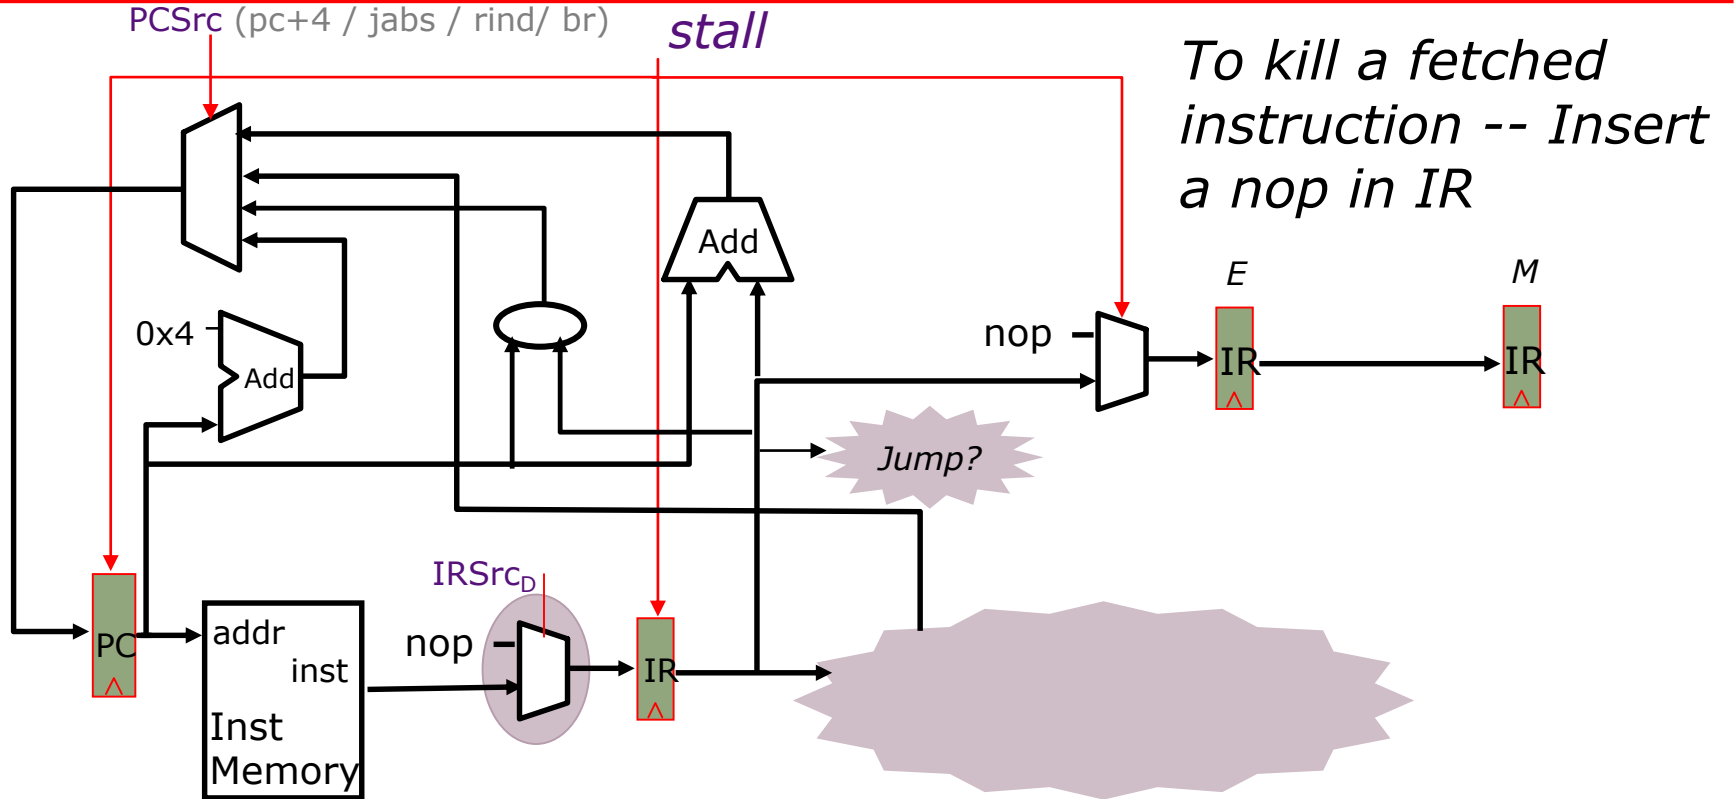 PCSrc (pc+4 / jabs / rind/ br)
stall
To kill a fetched
instruction -- Insert
a nop in IR
Add
E
M
0x4
Add
nop
IR
IR
Jump?
IRSrcD
PC
addr
inst
Inst
Memory
nop
IR